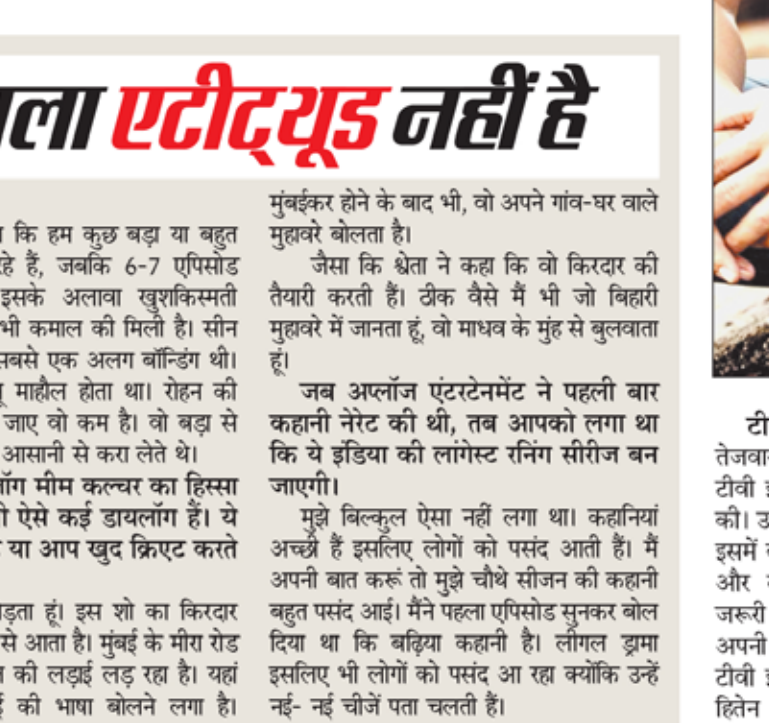 एटीट्यूड नहीं है
कि हम कुछ बड़ा या बहुत
हैं, जबकि 6-7 एपिसोड
इसके अलावा खुशकिस्मती
भी कमाल की मिली है। सीन
सबसे एक अलग बॉन्डिंग थी।
माहौल होता था। रोहन की
जाए वो कम है। वो बड़ा से
आसानी से करा लेते थे।
मीम कल्चर का हिस्सा
ऐसे कई डायलॉग हैं। ये
या आप खुद क्रिएट करते
हूं। इस शो का किरदार
से आता है। मुंबई के मीरा रोड
की लड़ाई लड़ रहा है। यहां
की भाषा बोलने लगा है।
मुंबईकर होने के बाद भी, वो अपने गांव-घर वाले
मुहावरे बोलता है।
जैसा कि श्वेता ने कहा कि वो किरदार की
तैयारी करती हैं। ठीक वैसे मैं भी जो बिहारी
मुहावरे में जानता हूं, वो माधव के मुंह से बुलवाता
हूं।
जब अप्लॉज एंटरटेनमेंट ने पहली बार
कहानी नेरेट की थी, तब आपको लगा था
कि ये इंडिया की लांगेस्ट रनिंग सीरीज बन
जाएगी।
मुझे बिल्कुल ऐसा नहीं लगा था। कहानियां
अच्छी हैं इसलिए लोगों को पसंद आती हैं। मैं
अपनी बात करूं तो मुझे चौथे सीजन की कहानी
बहुत पसंद आई। मैंने पहला एपिसोड सुनकर बोल
दिया था कि बढ़िया कहानी है। लीगल ड्रामा
इसलिए भी लोगों को पसंद आ रहा क्योंकि उन्हें
नई- नई चीजें पता चलती हैं।
टीवी
की।
इसमें
और
जरूरी
अपनी
टीवी
हितेन